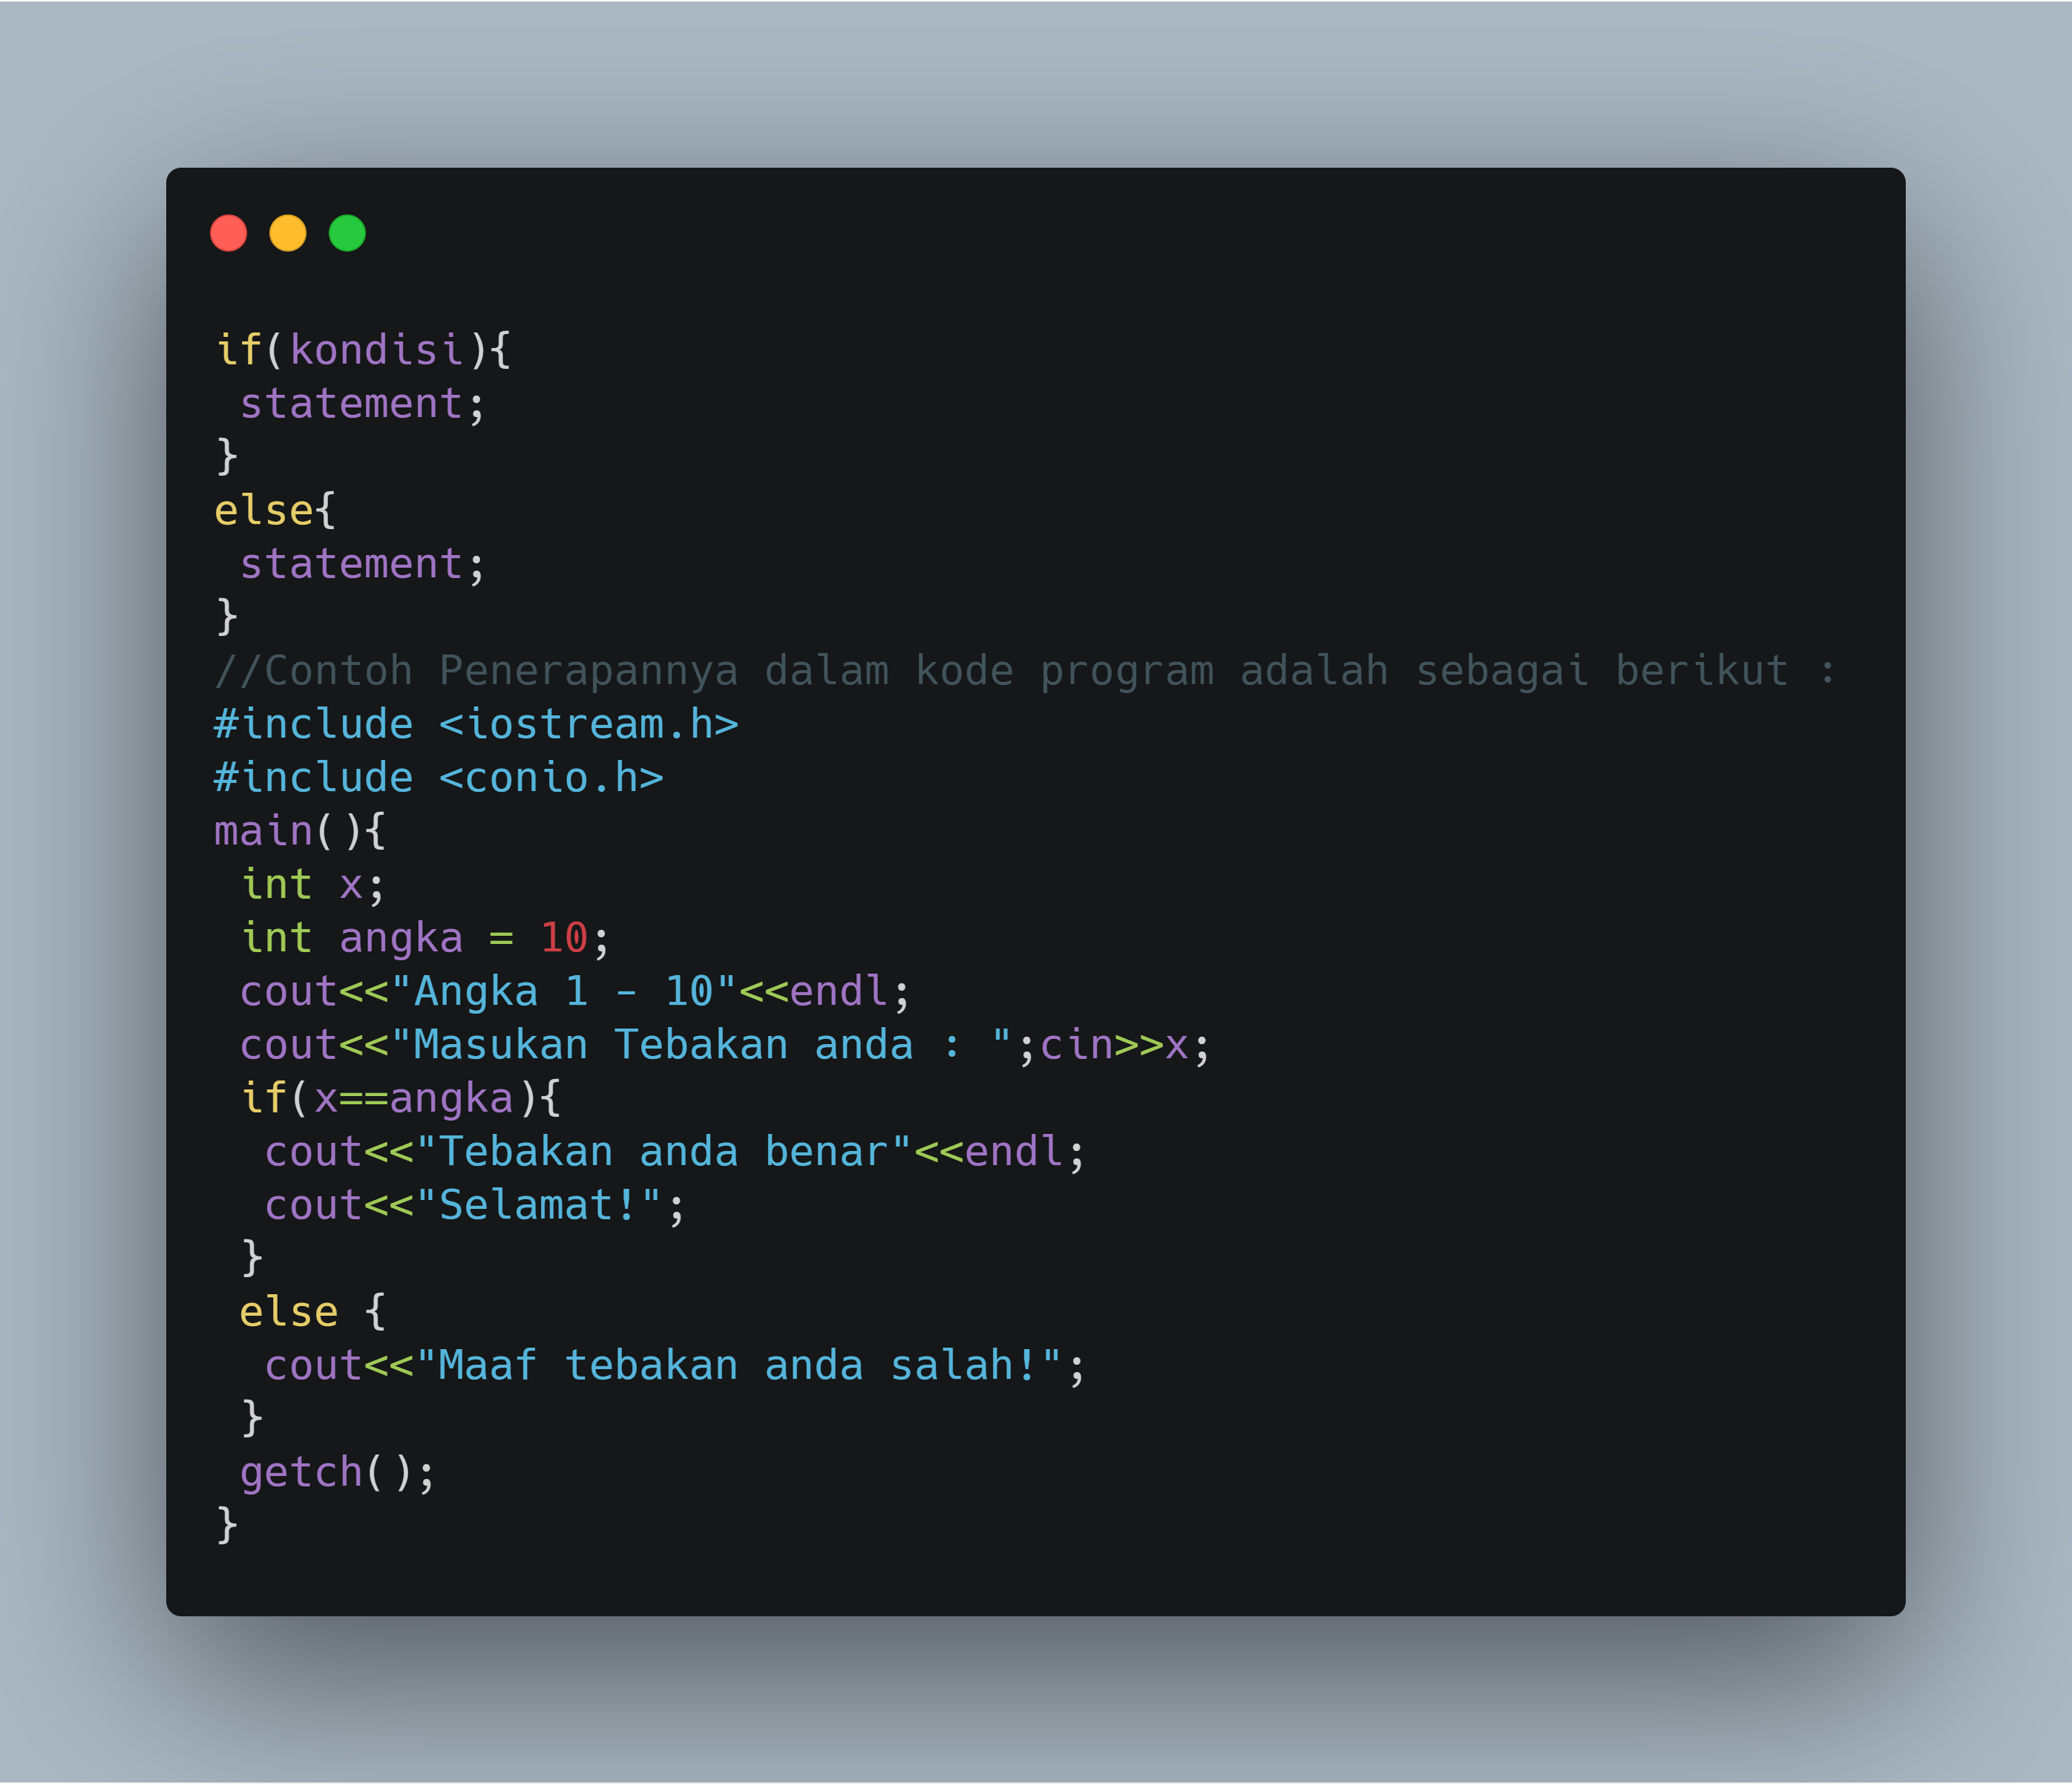 if(kondisi){
 statement;
}
else{
 statement;
}
//Contoh Penerapannya dalam kode program adalah sebagai berikut :
#include <iostream.h>
#include <conio.h>
main(){
 int x;
 int angka = 10;
 cout<<"Angka 1 - 10"<<endl;
 cout<<"Masukan Tebakan anda : ";cin>>x;
 if(x==angka){
  cout<<"Tebakan anda benar"<<endl;
  cout<<"Selamat!";
 }
 else {
  cout<<"Maaf tebakan anda salah!";
 }
 getch();
}